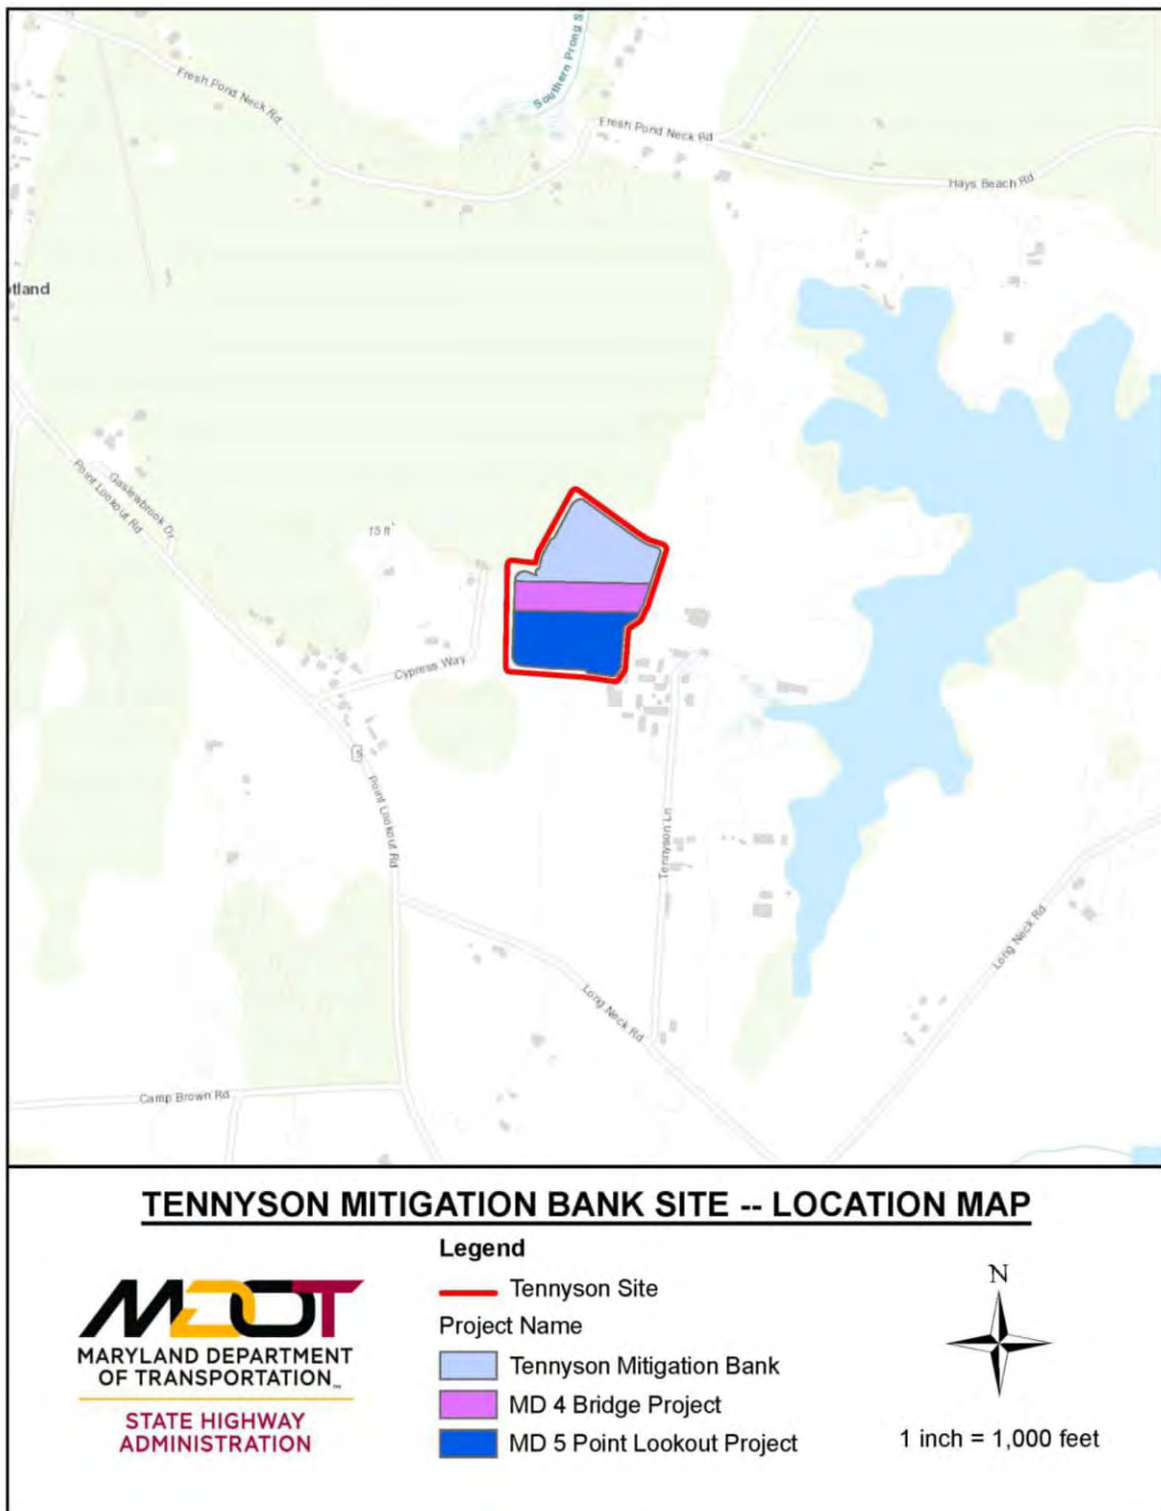 Southern Prong S
Fresh Pond Neck Rd
Fresh Pond Neck Rd
Hays Beach Rd
tland
Point Lookout Rd
15 ft
Cypress Way
5
Point Lookout Rd
Tennyson Ln
Long Neck Rd
Long Neck Rd
Camp Brown Rd
TENNYSON MITIGATION BANK SITE -- LOCATION MAP
Legend
Tennyson Site
Project Name
Tennyson Mitigation Bank
MD 4 Bridge Project
MD 5 Point Lookout Project
MDOT
MARYLAND DEPARTMENT
OF TRANSPORTATION™
STATE HIGHWAY
ADMINISTRATION
N
1 inch = 1,000 feet